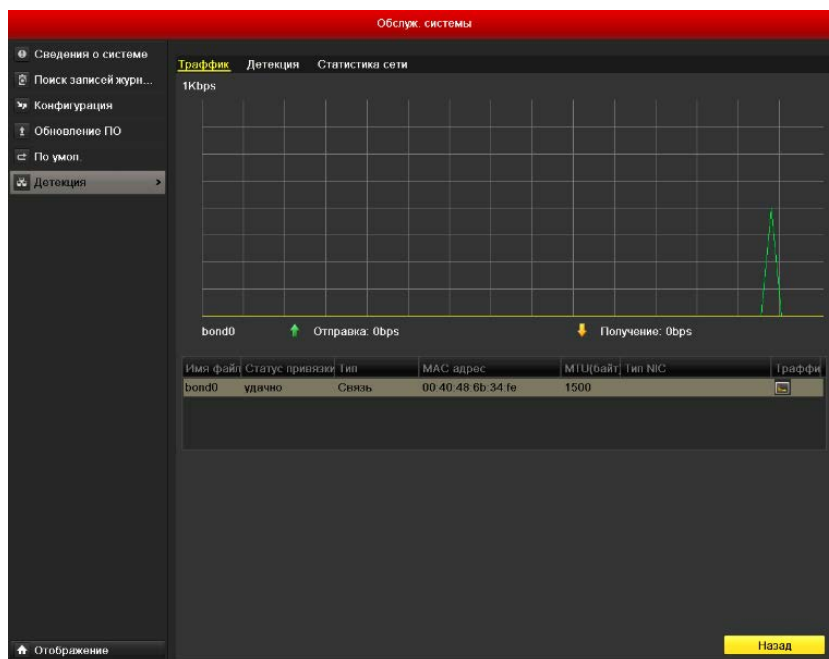 Обслуж. системы
Сведения о системе
Поиск записей журн...
Конфигурация
Обновление ПО
По умол.
Детекция
Траффик Детекция Статистика сети
1Kbps
bond0 Отправка: 0bps Получение: 0bps
Имя файл Статус привязки Тип MAC адрес MTU(байт) Тип NIC Траффи
bond0 удачно Связь 00:40:48:6b:34:fe 1500
Назад
Отображение